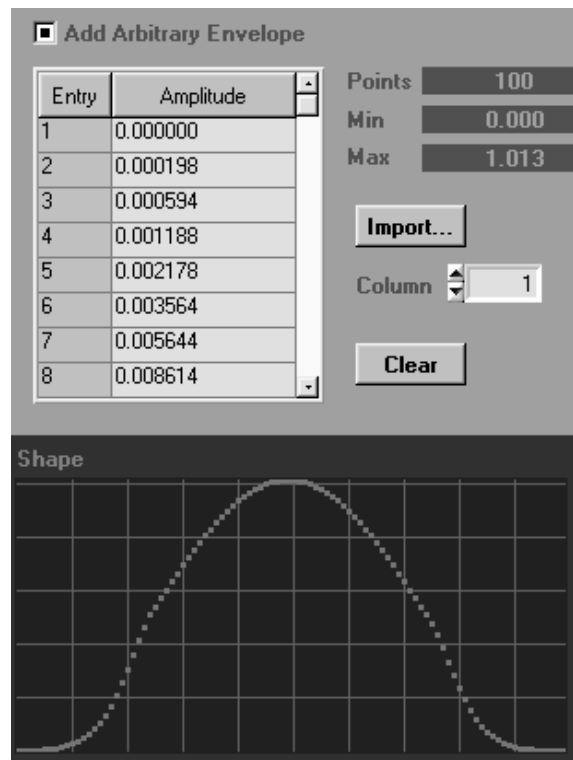 Add Arbitrary Envelope
Entry Amplitude
1 0.000000
2 0.000198
3 0.000594
4 0.001188
5 0.002178
6 0.003564
7 0.005644
8 0.008614
Points 100
Min 0.000
Max 1.013
Import...
Column 1
Clear
Shape